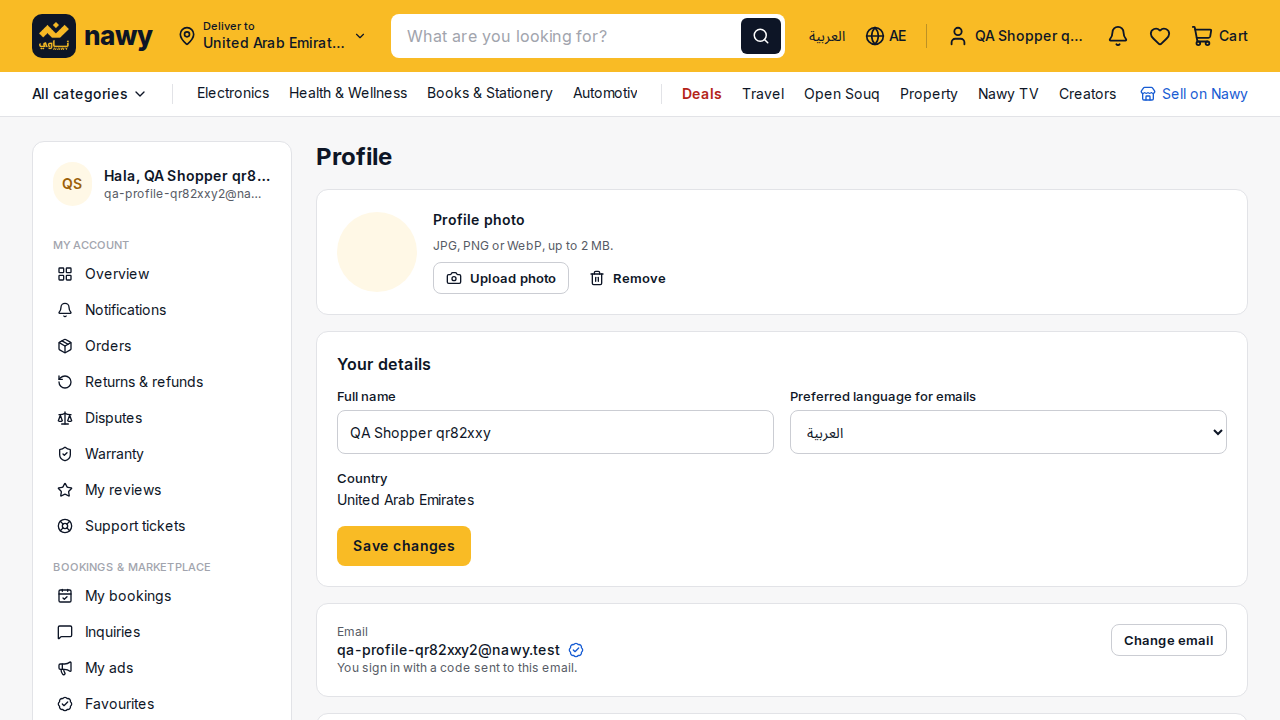 ناوي
NAWY
nawy
Deliver to
United Arab Emirat...
What are you looking for?
العربية
AE
QA Shopper q...
Cart
All categories
Electronics
Health & Wellness
Books & Stationery
Automotiv
Deals
Travel
Open Souq
Property
Nawy TV
Creators
Sell on Nawy
QS
Hala, QA Shopper qr8...
qa-profile-qr82xxy2@na...
MY ACCOUNT
Overview
Notifications
Orders
Returns & refunds
Disputes
Warranty
My reviews
Support tickets
BOOKINGS & MARKETPLACE
My bookings
Inquiries
My ads
Favourites
Profile
Profile photo
JPG, PNG or WebP, up to 2 MB.
Upload photo
Remove
Your details
Full name
Preferred language for emails
QA Shopper qr82xxy
العربية
Country
United Arab Emirates
Save changes
Email
qa-profile-qr82xxy2@nawy.test
You sign in with a code sent to this email.
Change email